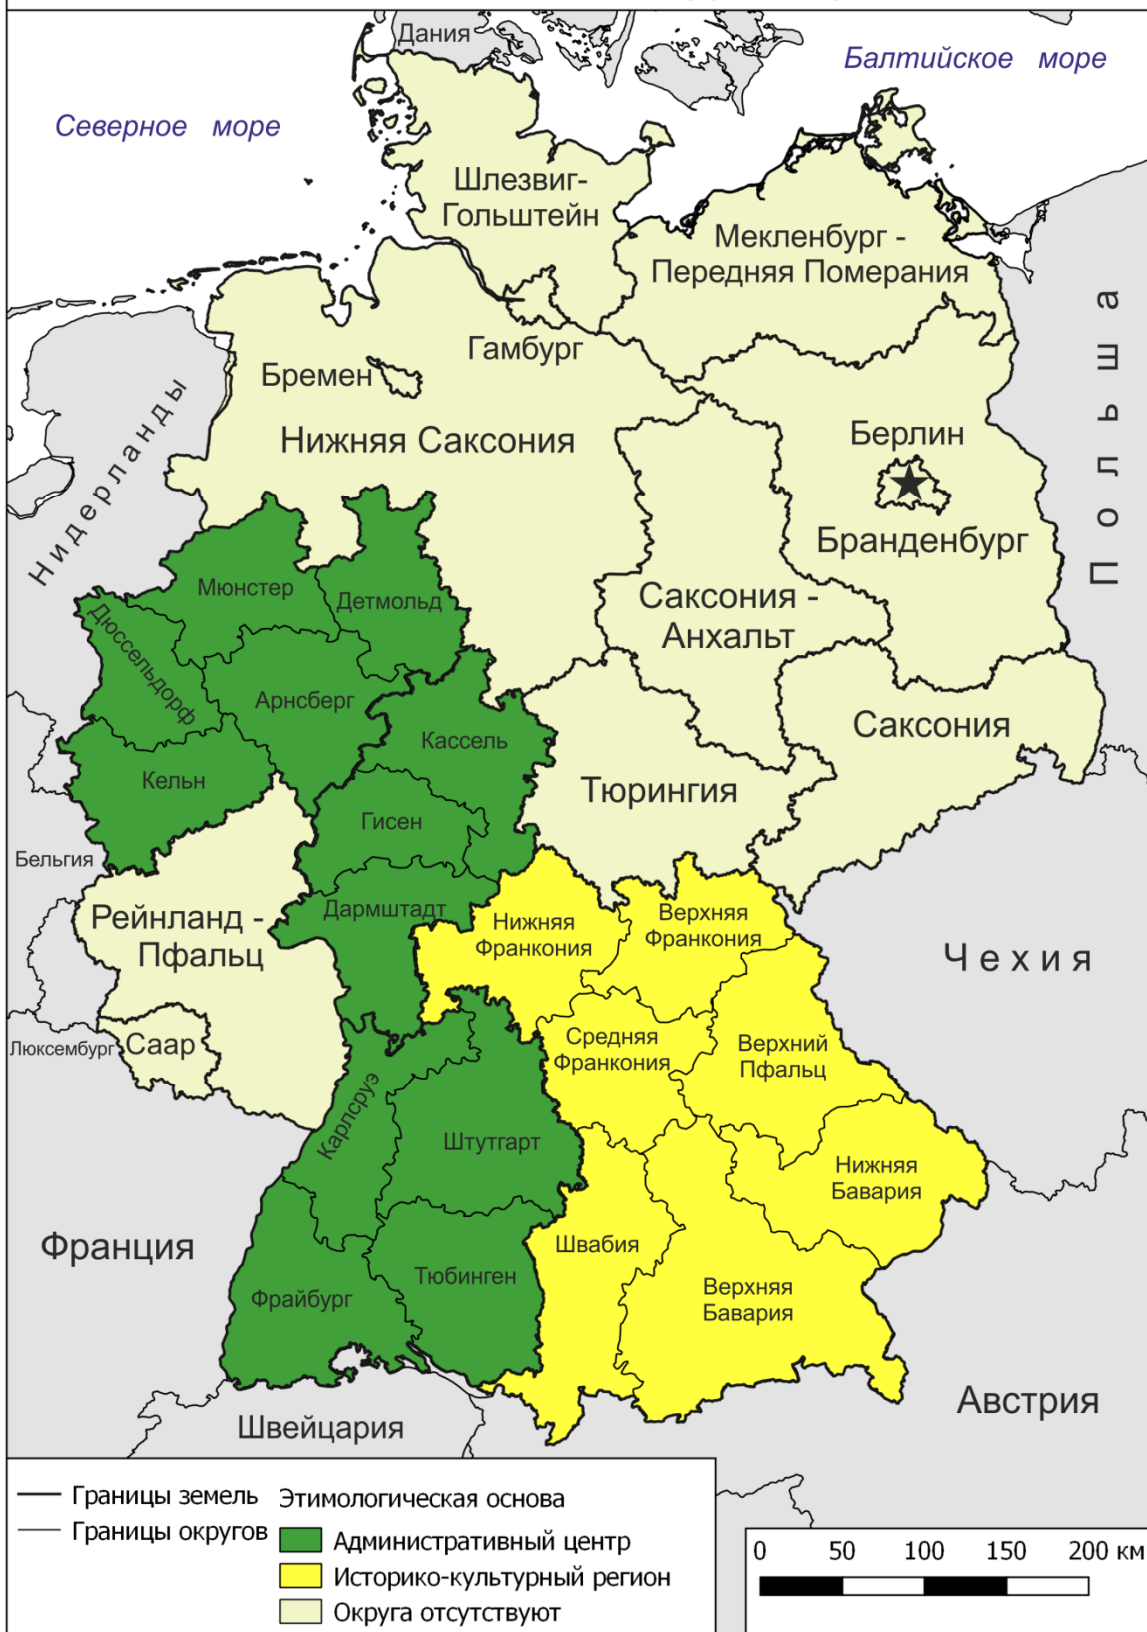 Дания
Балтийское море
Северное море
Шлезвиг-
Гольштейн
Мекленбург -
Передняя Померания
Гамбург
Бремен
Нижняя Саксония
Нидерланды
Польша
Берлин
Бранденбург
Саксония -
Анхальт
Мюнстер
Детмольд
Дюссельдорф
Арнсберг
Кассель
Саксония
Кельн
Тюрингия
Гисен
Бельгия
Рейнланд -
Пфальц
Дармштадт
Нижняя
Франкония
Верхняя
Франкония
Чехия
Люксембург
Саар
Средняя
Франкония
Верхний
Пфальц
Карлсруэ
Штутгарт
Нижняя
Бавария
Франция
Швабия
Тюбинген
Фрайбург
Верхняя
Бавария
Австрия
Швейцария
Границы земель
Границы округов
Этимологическая основа
Административный центр
Историко-культурный регион
Округа отсутствуют
0 50 100 150 200 км